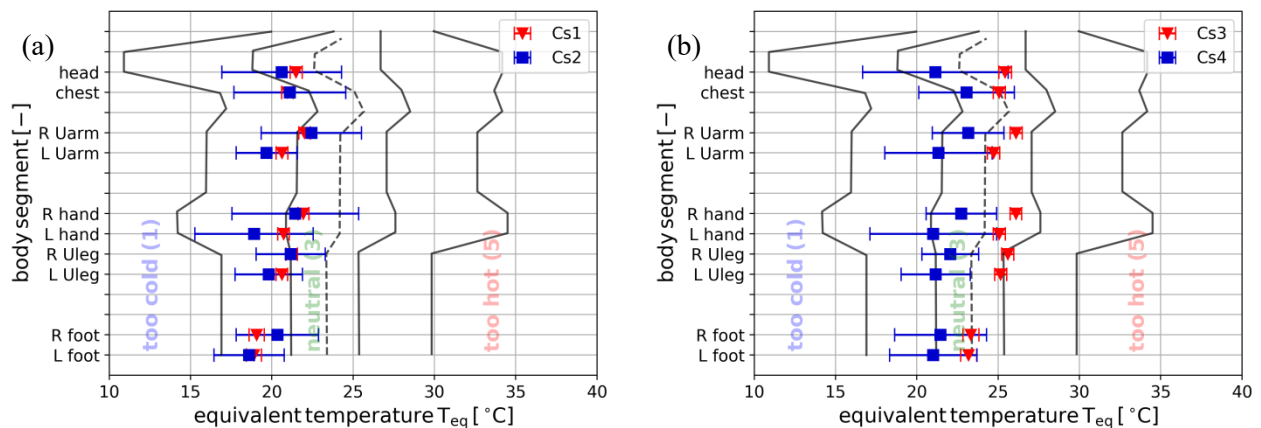 (a)
Cs1
Cs2
head
chest
R Uarm
L Uarm
R hand
L hand
R Uleg
L Uleg
R foot
L foot
body segment [−]
too cold (1)
neutral (3)
too hot (5)
10 15 20 25 30 35 40
equivalent temperature Teq [ °C]
(b)
Cs3
Cs4
head
chest
R Uarm
L Uarm
R hand
L hand
R Uleg
L Uleg
R foot
L foot
body segment [−]
too cold (1)
neutral (3)
too hot (5)
10 15 20 25 30 35 40
equivalent temperature Teq [ °C]